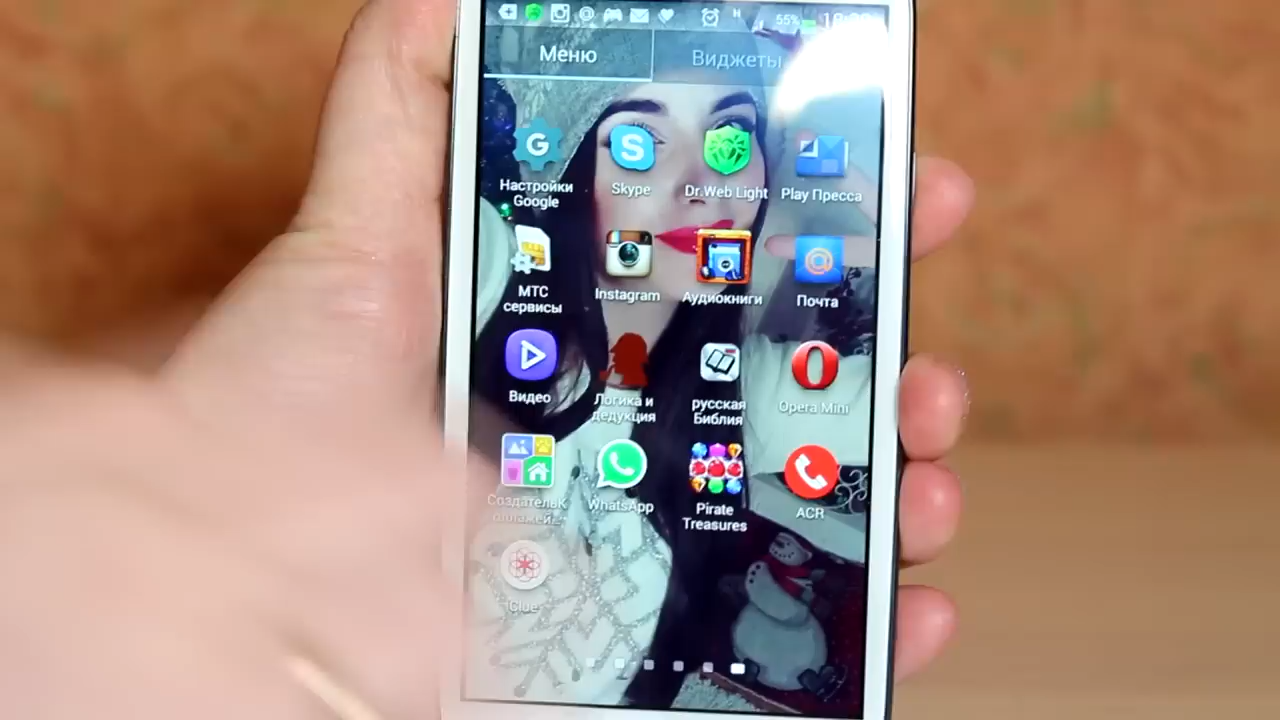 55%
Меню
Виджеты
G
S
Настройки
Google
Skype
Dr.Web Light
Play Пресса
МТС
сервисы
Instagram
Аудиокниги
Почта
Видео
Логика и
дедукция
русская
Библия
Opera Mini
WhatsApp
Pirate
Treasures
ACR
Clue